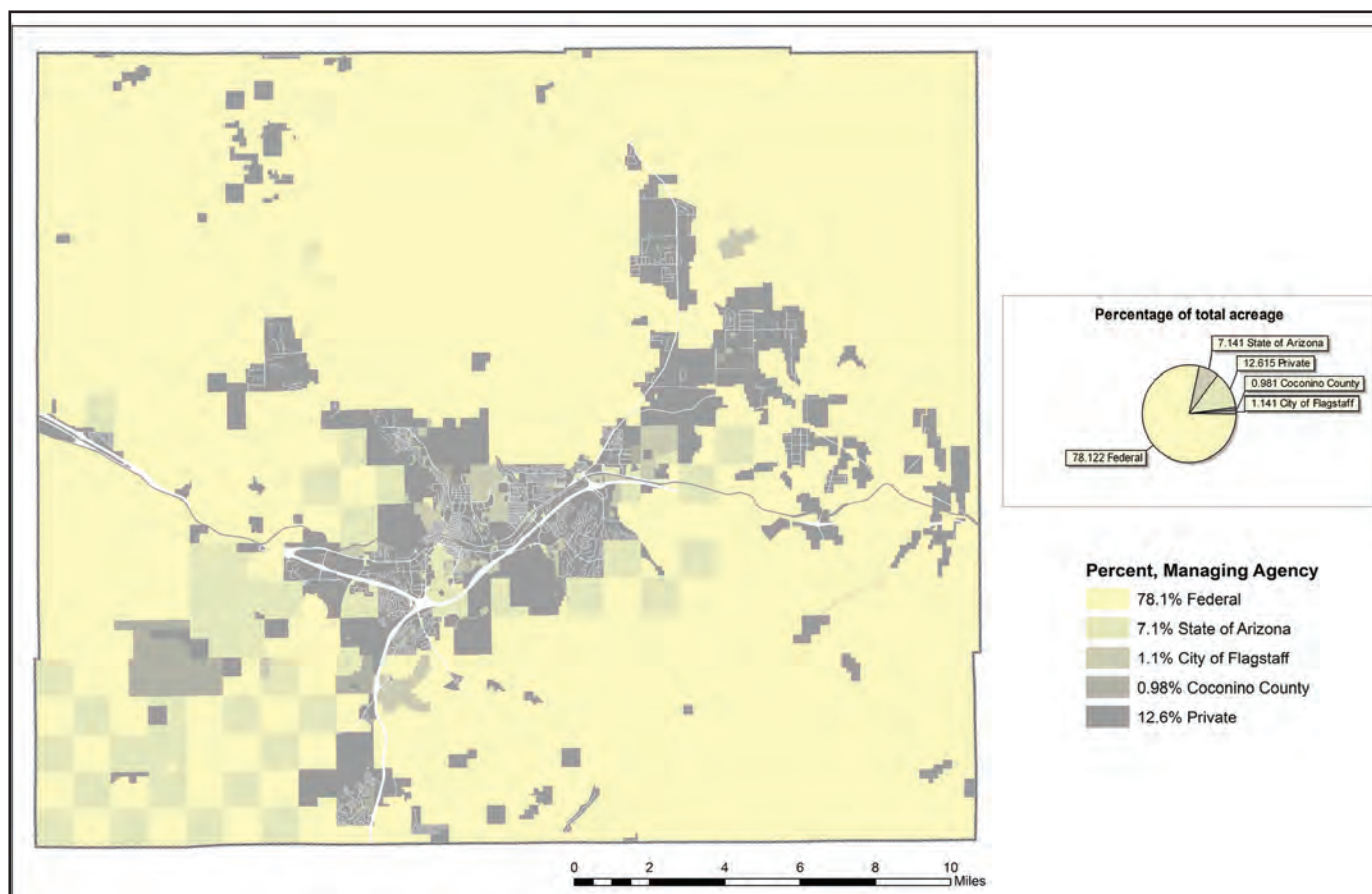 Percentage of total acreage
7.141 State of Arizona
12.615 Private
0.981 Coconino County
1.141 City of Flagstaff
78.122 Federal
Percent, Managing Agency
78.1% Federal
7.1% State of Arizona
1.1% City of Flagstaff
0.98% Coconino County
12.6% Private
0 2 4 6 8 10
Miles